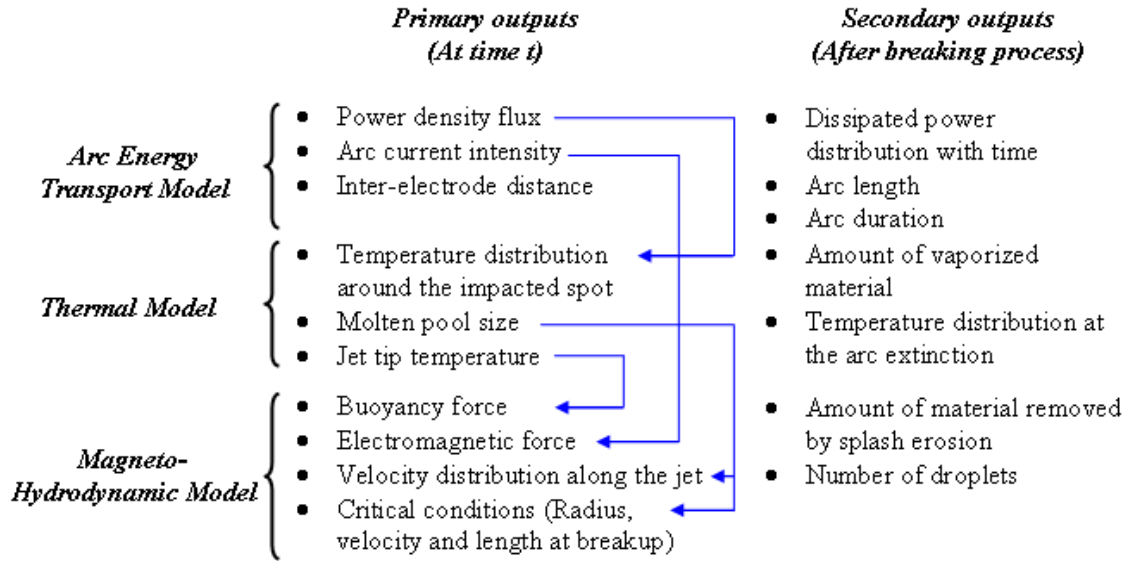 Primary outputs
(At time t)
Secondary outputs
(After breaking process)
Arc Energy
Transport Model
• Power density flux
• Arc current intensity
• Inter-electrode distance
• Dissipated power
distribution with time
• Arc length
• Arc duration
Thermal Model
• Temperature distribution
around the impacted spot
• Molten pool size
• Jet tip temperature
• Amount of vaporized
material
• Temperature distribution at
the arc extinction
Magneto-
Hydrodynamic Model
• Buoyancy force
• Electromagnetic force
• Velocity distribution along the jet
• Critical conditions (Radius,
velocity and length at breakup)
• Amount of material removed
by splash erosion
• Number of droplets